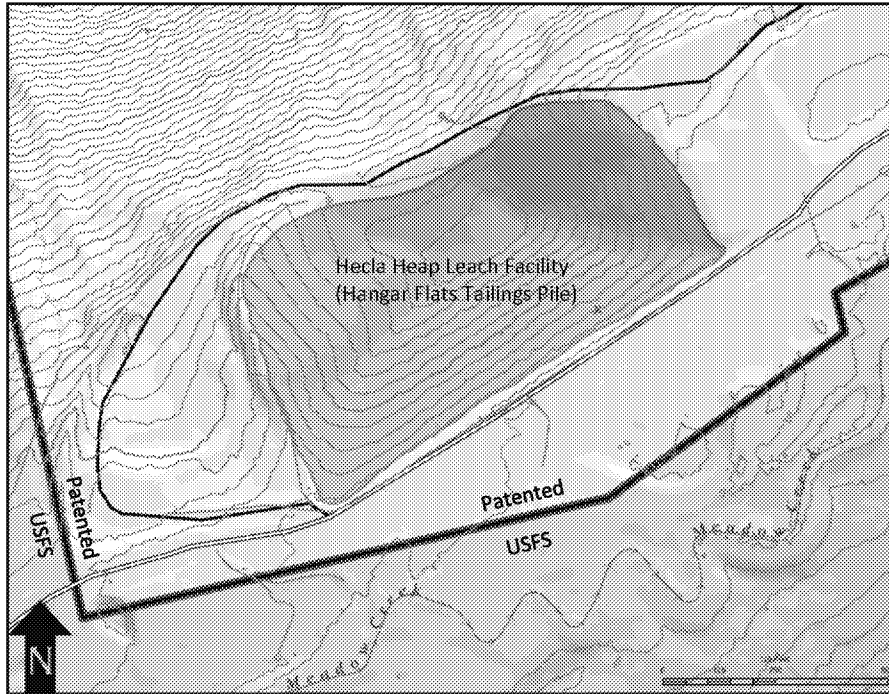 Hecla Heap Leach Facility
(Hangar Flats Tailings Pile)
Patented
USFS
Patented
USFS
Meadow Creek
Meadow Creek
N